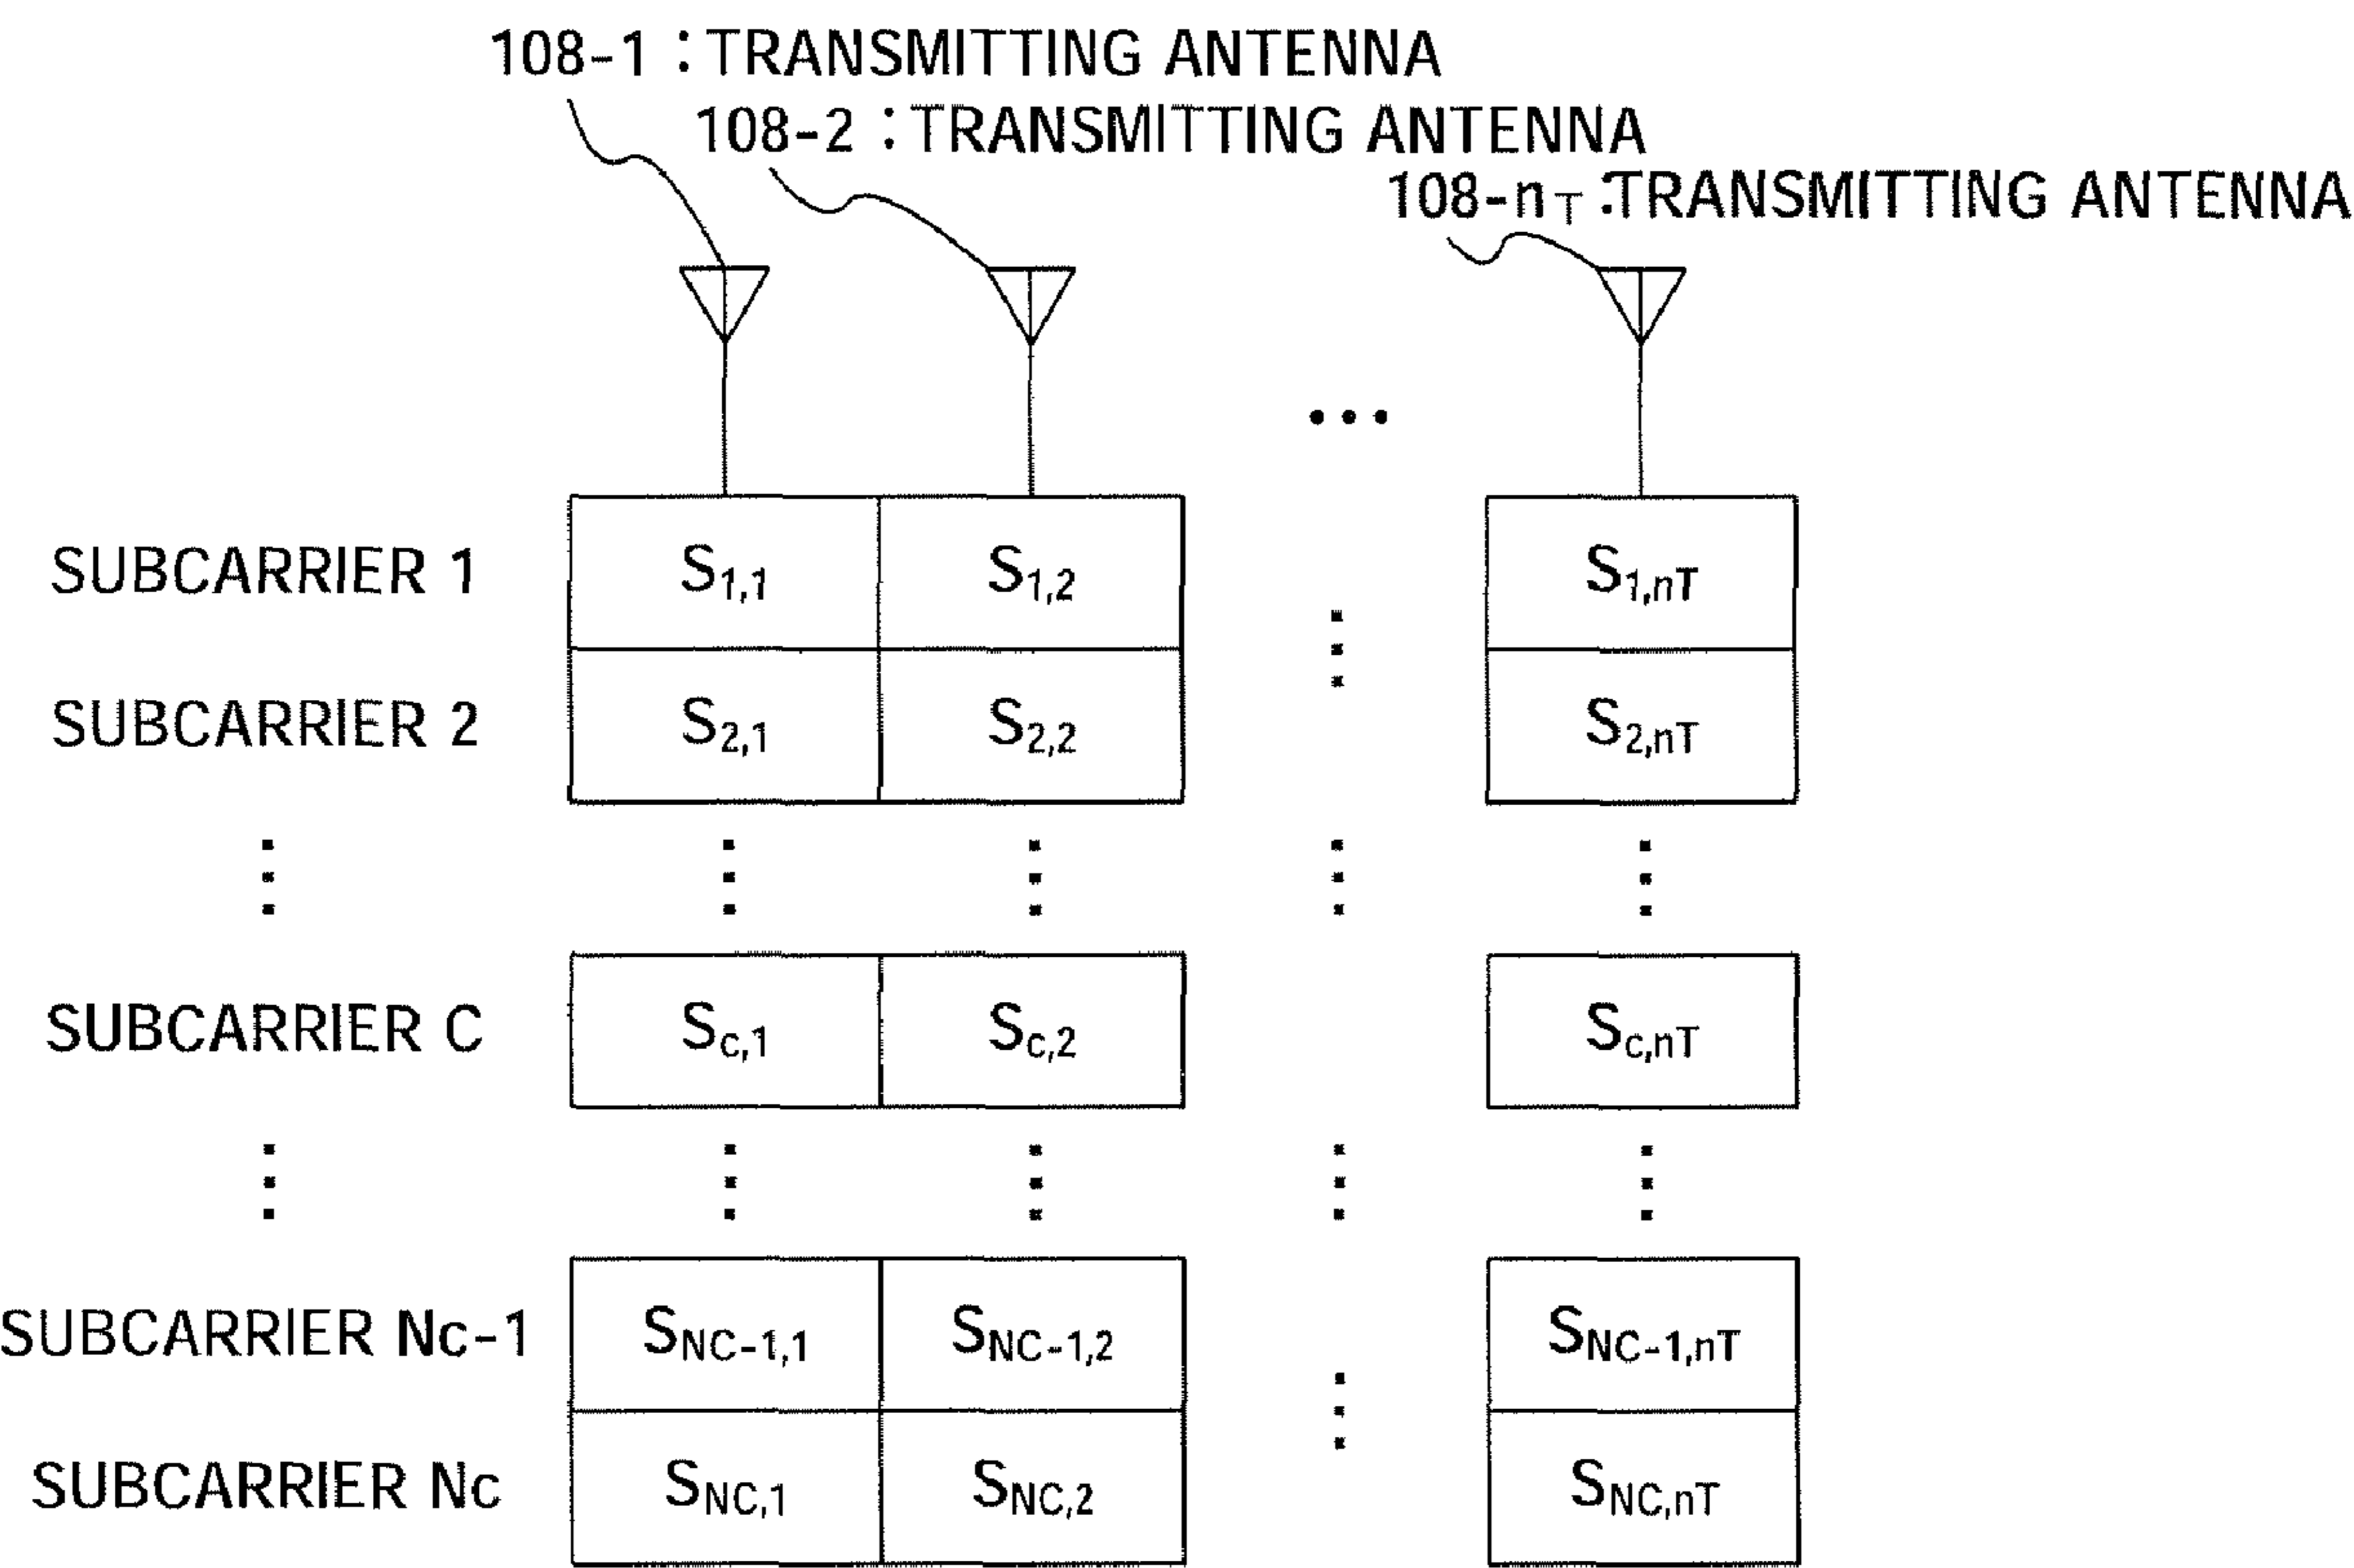 108-1 : TRANSMITTING ANTENNA
108-2 : TRANSMITTING ANTENNA
108-nT :TRANSMITTING ANTENNA
SUBCARRIER 1 S1,1 S1,2 S1,nT
SUBCARRIER 2 S2,1 S2,2 S2,nT
SUBCARRIER C Sc,1 Sc,2 Sc,nT
SUBCARRIER Nc-1 SNC-1,1 SNC-1,2 SNC-1,nT
SUBCARRIER Nc SNC,1 SNC,2 SNC,nT